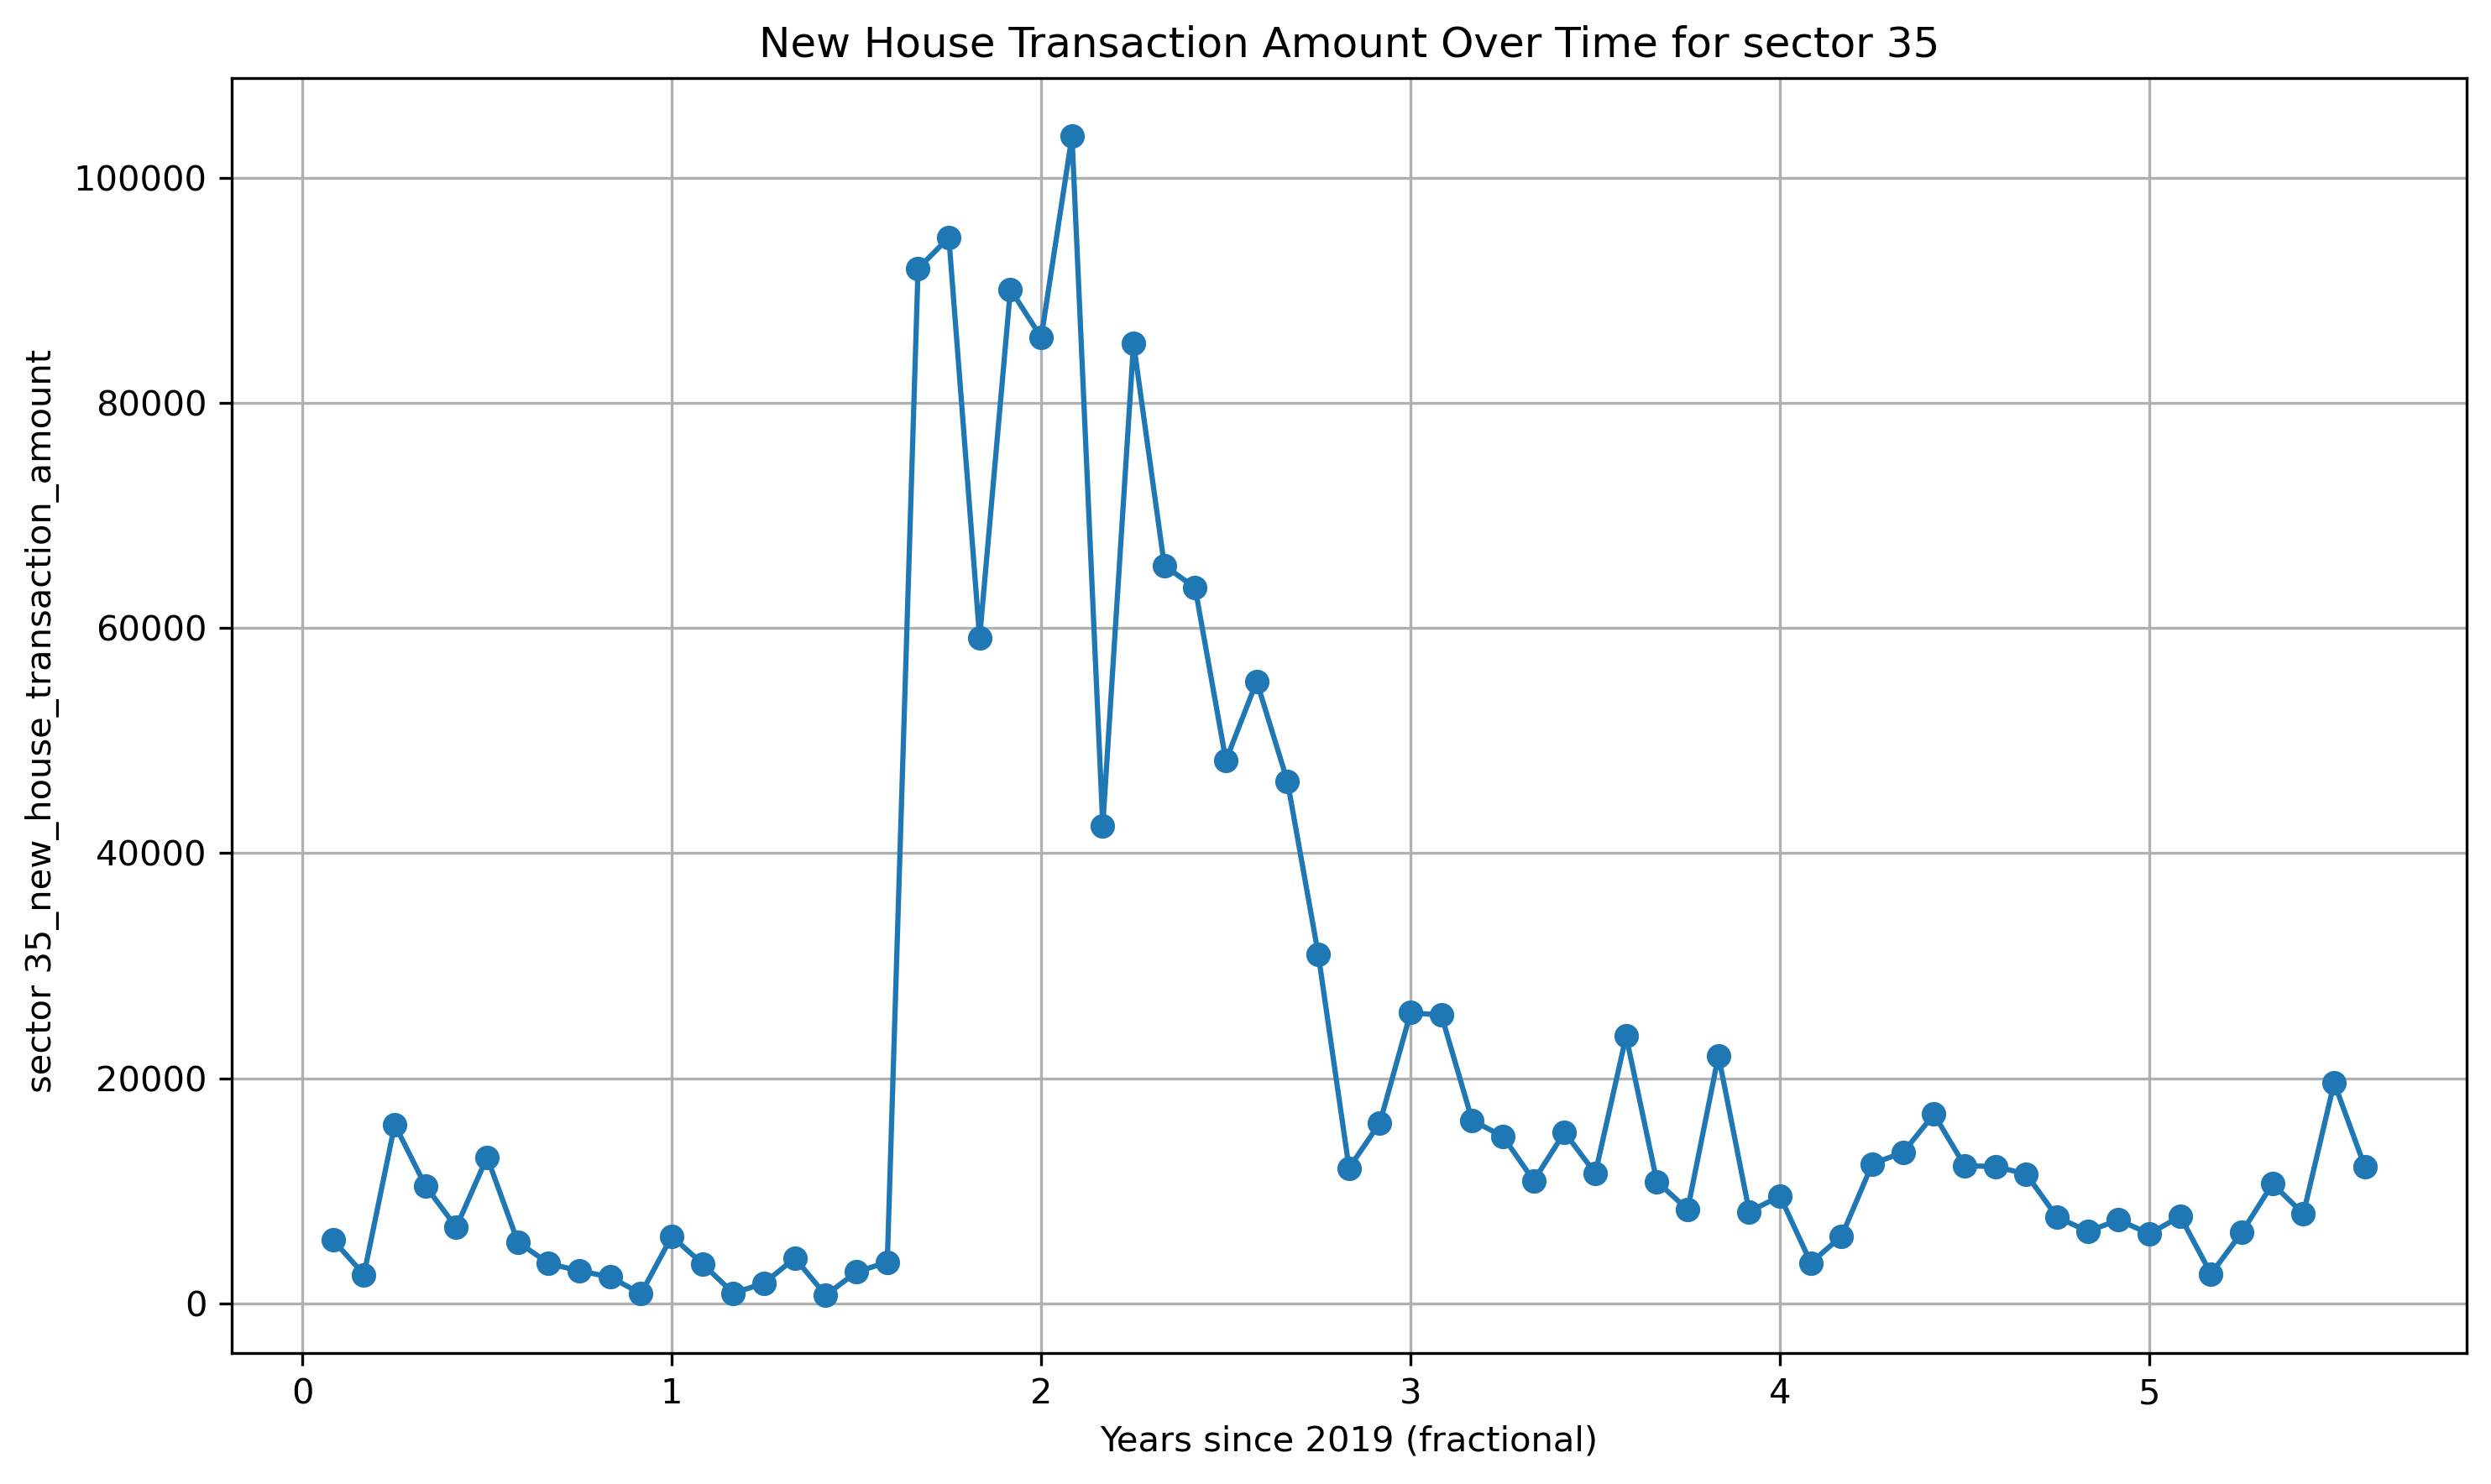 New House Transaction Amount Over Time for sector 35
sector 35_new_house_transaction_amount
100000
80000
60000
40000
20000
0
0 1 2 3 4 5
Years since 2019 (fractional)